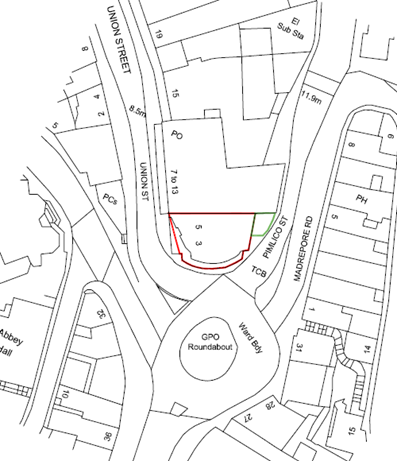 UNION STREET
19
El
Sub Sta
8
15
11.9m
8.5m
4
2
5
PO
6
8
UNION ST
7 to 13
PCs
PH
5
3
5
PIMLICO ST
MADREPORE RD
TCB
32
1
GPO
Roundabout
Ward Bdy
Abbey
Hall
31
14
10
28
27
36
15